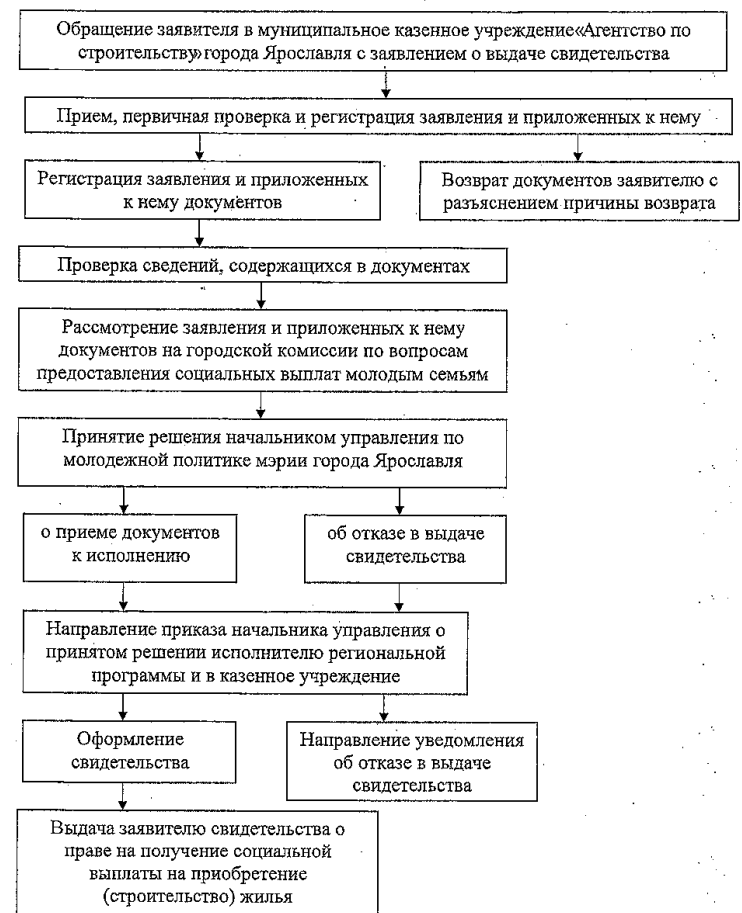 Обращение заявителя в муниципальное казенное учреждение «Агентство по
строительству» города Ярославля с заявлением о выдаче свидетельства
Прием, первичная проверка и регистрация заявления и приложенных к нему
Регистрация заявления и приложенных
к нему документов
Возврат документов заявителю с
разъяснением причины возврата
Проверка сведений, содержащихся в документах
Рассмотрение заявления и приложенных к нему
документов на городской комиссии по вопросам
предоставления социальных выплат молодым семьям
Принятие решения начальником управления по
молодежной политике мэрии города Ярославля
о приеме документов
к исполнению
об отказе в выдаче
свидетельства
Направление приказа начальника управления о
принятом решении исполнителю региональной
программы и в казенное учреждение
Оформление
свидетельства
Направление уведомления
об отказе в выдаче
свидетельства
Выдача заявителю свидетельства о
праве на получение социальной
выплаты на приобретение
(строительство) жилья